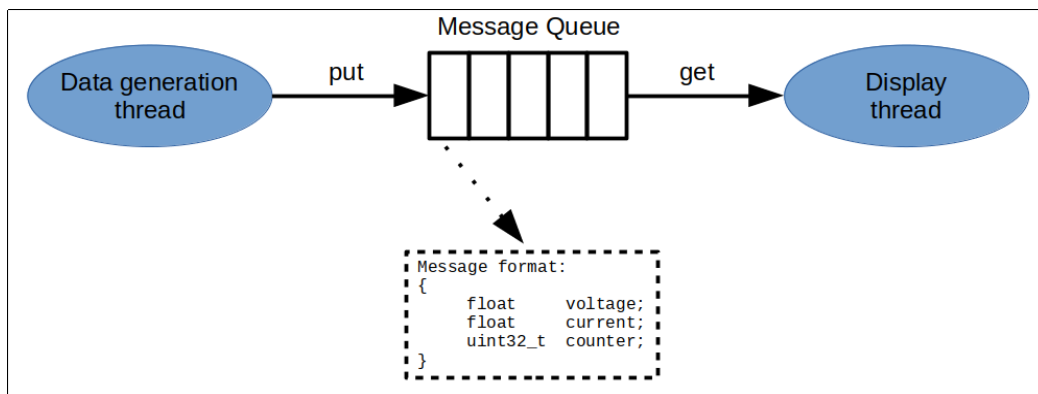 Message Queue
Data generation
thread
put
get
Display
thread
Message format:
{
float voltage;
float current;
uint32_t counter;
}